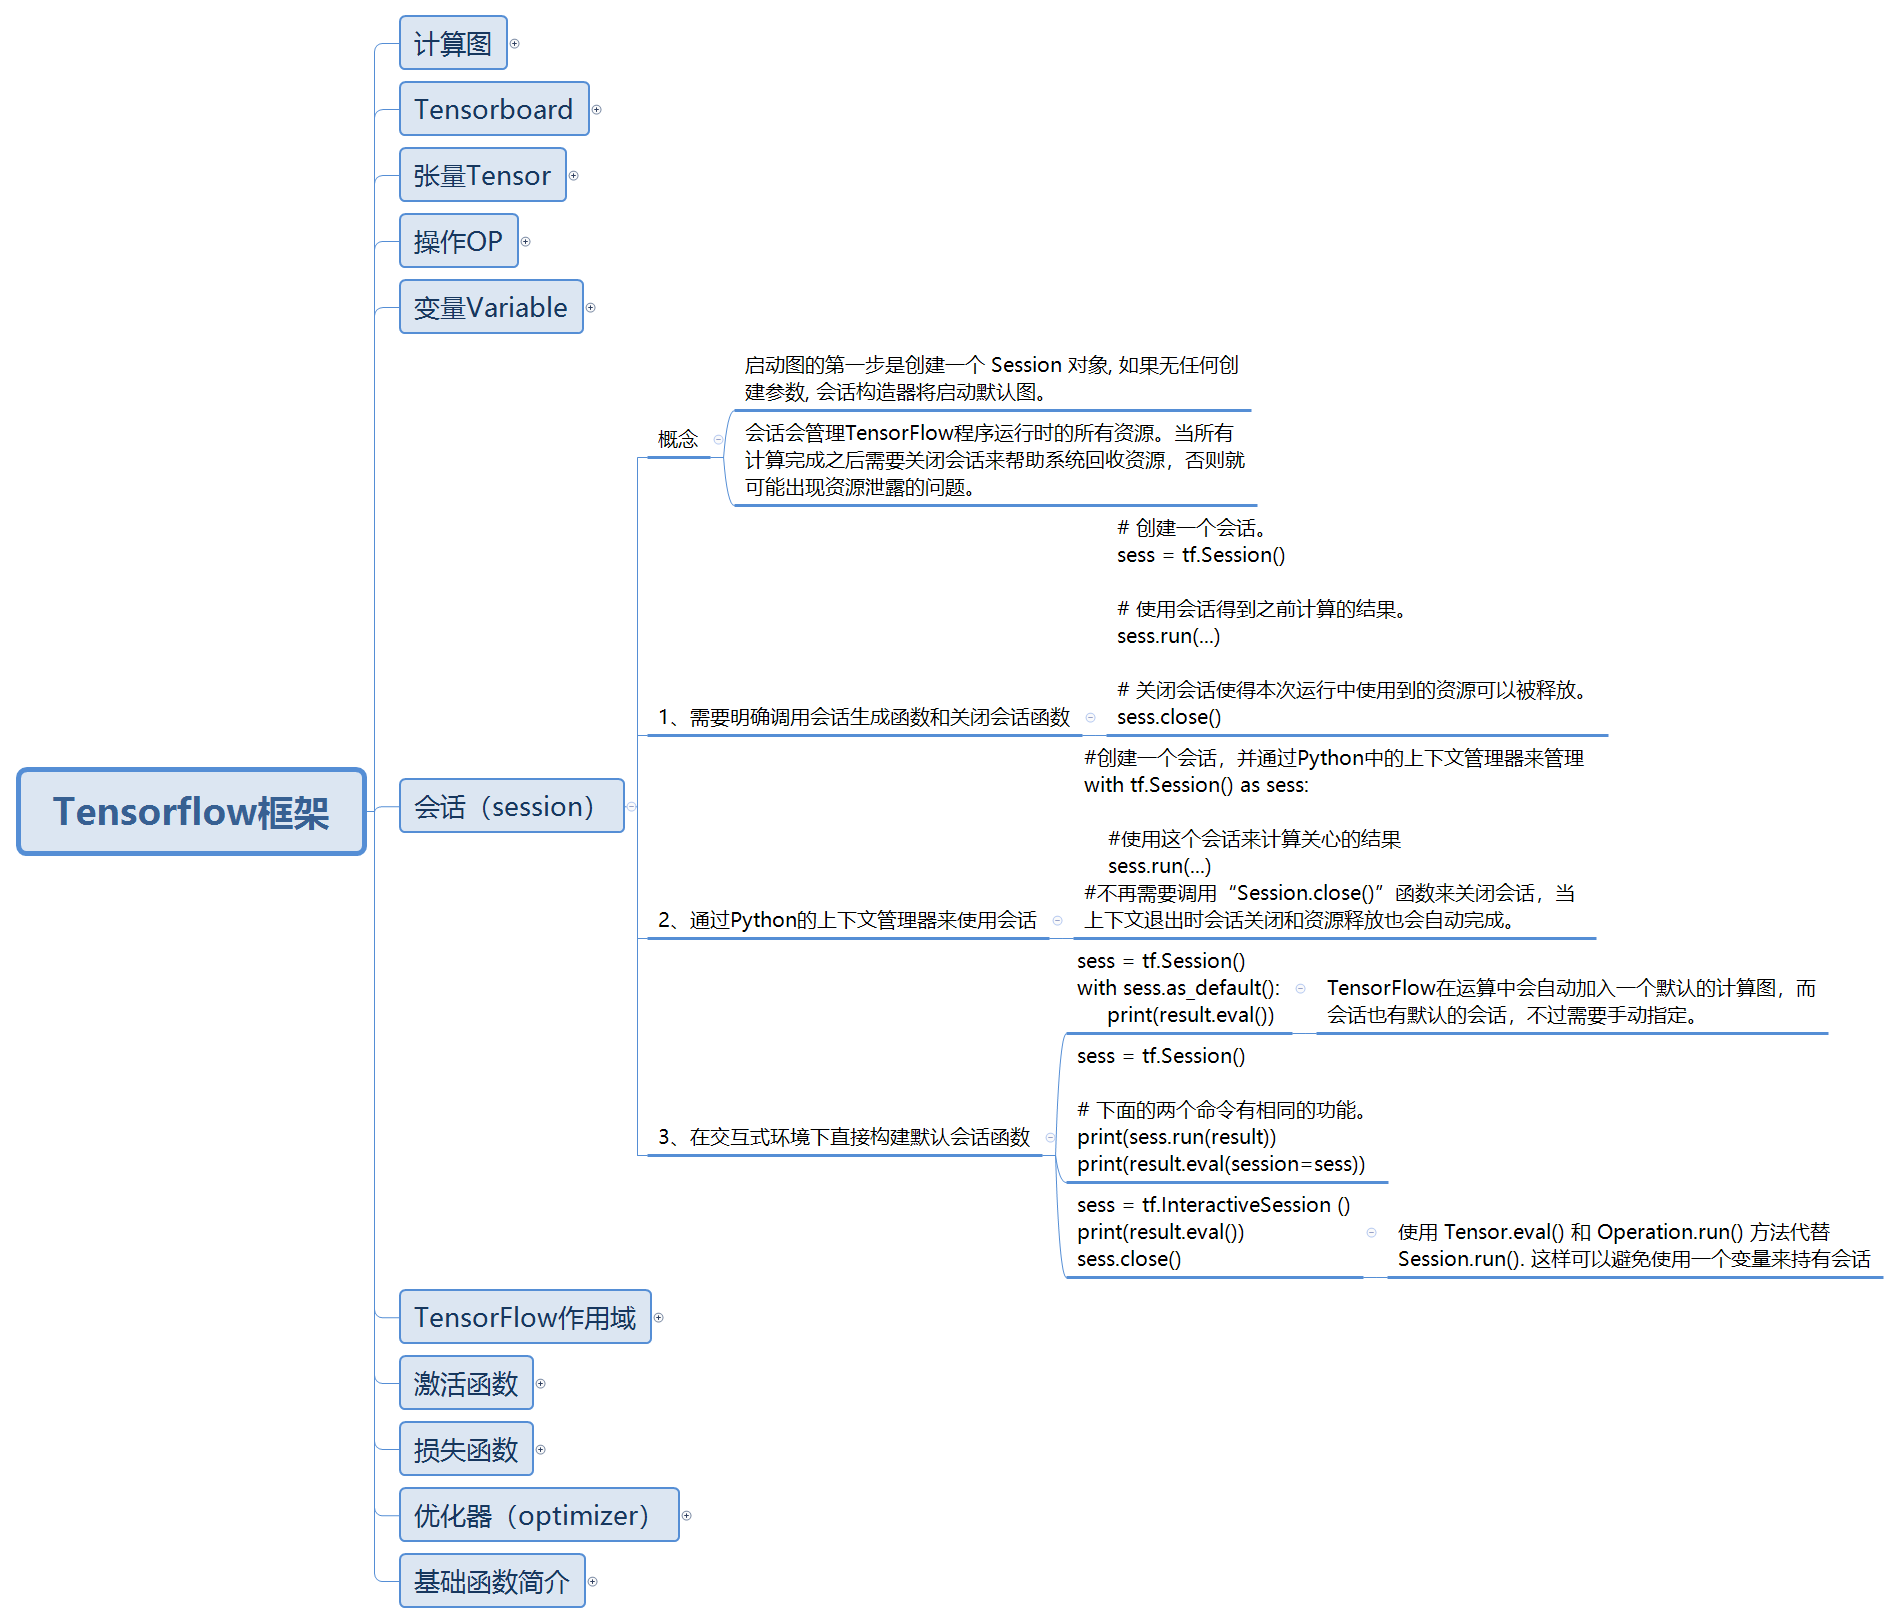 Tensorflow框架
计算图
Tensorboard
张量Tensor
操作OP
变量Variable
会话（session）
概念
启动图的第一步是创建一个 Session 对象, 如果无任何创
建参数, 会话构造器将启动默认图。
会话会管理TensorFlow程序运行时的所有资源。当所有
计算完成之后需要关闭会话来帮助系统回收资源，否则就
可能出现资源泄露的问题。
1、需要明确调用会话生成函数和关闭会话函数
# 创建一个会话。
sess = tf.Session()
# 使用会话得到之前计算的结果。
sess.run(...)
# 关闭会话使得本次运行中使用到的资源可以被释放。
sess.close()
2、通过Python的上下文管理器来使用会话
#创建一个会话，并通过Python中的上下文管理器来管理
with tf.Session() as sess:
#使用这个会话来计算关心的结果
sess.run(...)
#不再需要调用“Session.close()”函数来关闭会话，当
上下文退出时会话关闭和资源释放也会自动完成。
3、在交互式环境下直接构建默认会话函数
sess = tf.Session()
with sess.as_default():
print(result.eval())
TensorFlow在运算中会自动加入一个默认的计算图，而
会话也有默认的会话，不过需要手动指定。
sess = tf.Session()
# 下面的两个命令有相同的功能。
print(sess.run(result))
print(result.eval(session=sess))
sess = tf.InteractiveSession ()
print(result.eval())
sess.close()
使用 Tensor.eval() 和 Operation.run() 方法代替
Session.run(). 这样可以避免使用一个变量来持有会话
TensorFlow作用域
激活函数
损失函数
优化器（optimizer）
基础函数简介